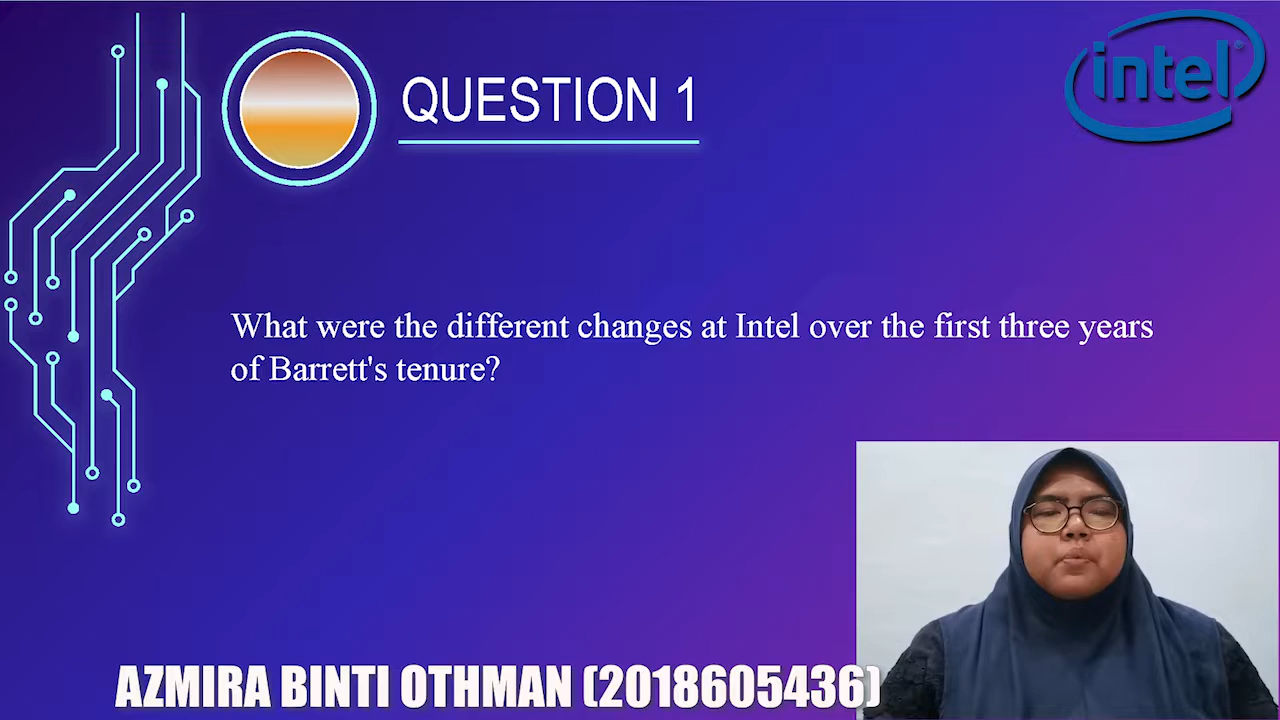 intel®
QUESTION 1
What were the different changes at Intel over the first three years
of Barrett's tenure?
AZMIRA BINTI OTHMAN (2018605436)